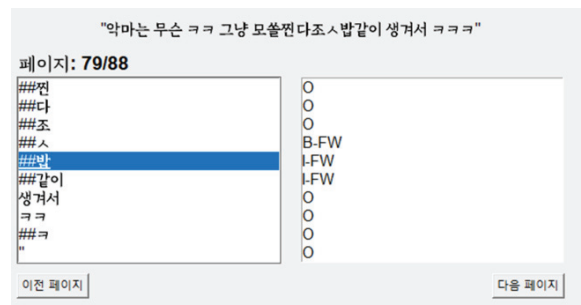 "악마는 무슨 ㅋㅋ 그냥 모쏠찐다조ㅅ밥같이 생겨서 ㅋㅋㅋ"
페이지: 79/88
##찐
##다
##조
##ㅅ
##밥
##같이
생겨서
ㅋㅋ
##ㅋ
"
O
O
O
B-FW
I-FW
I-FW
O
O
O
O
이전 페이지
다음 페이지